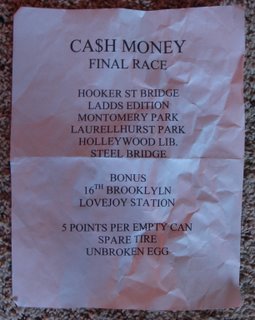 CA$H MONEY
FINAL RACE
HOOKER ST BRIDGE
LADDS EDITION
MONTOMERY PARK
LAURELLHURST PARK
HOLLEYWOOD LIB.
STEEL BRIDGE
BONUS
16TH BROOKLYLN
LOVEJOY STATION
5 POINTS PER EMPTY CAN
SPARE TIRE
UNBROKEN EGG